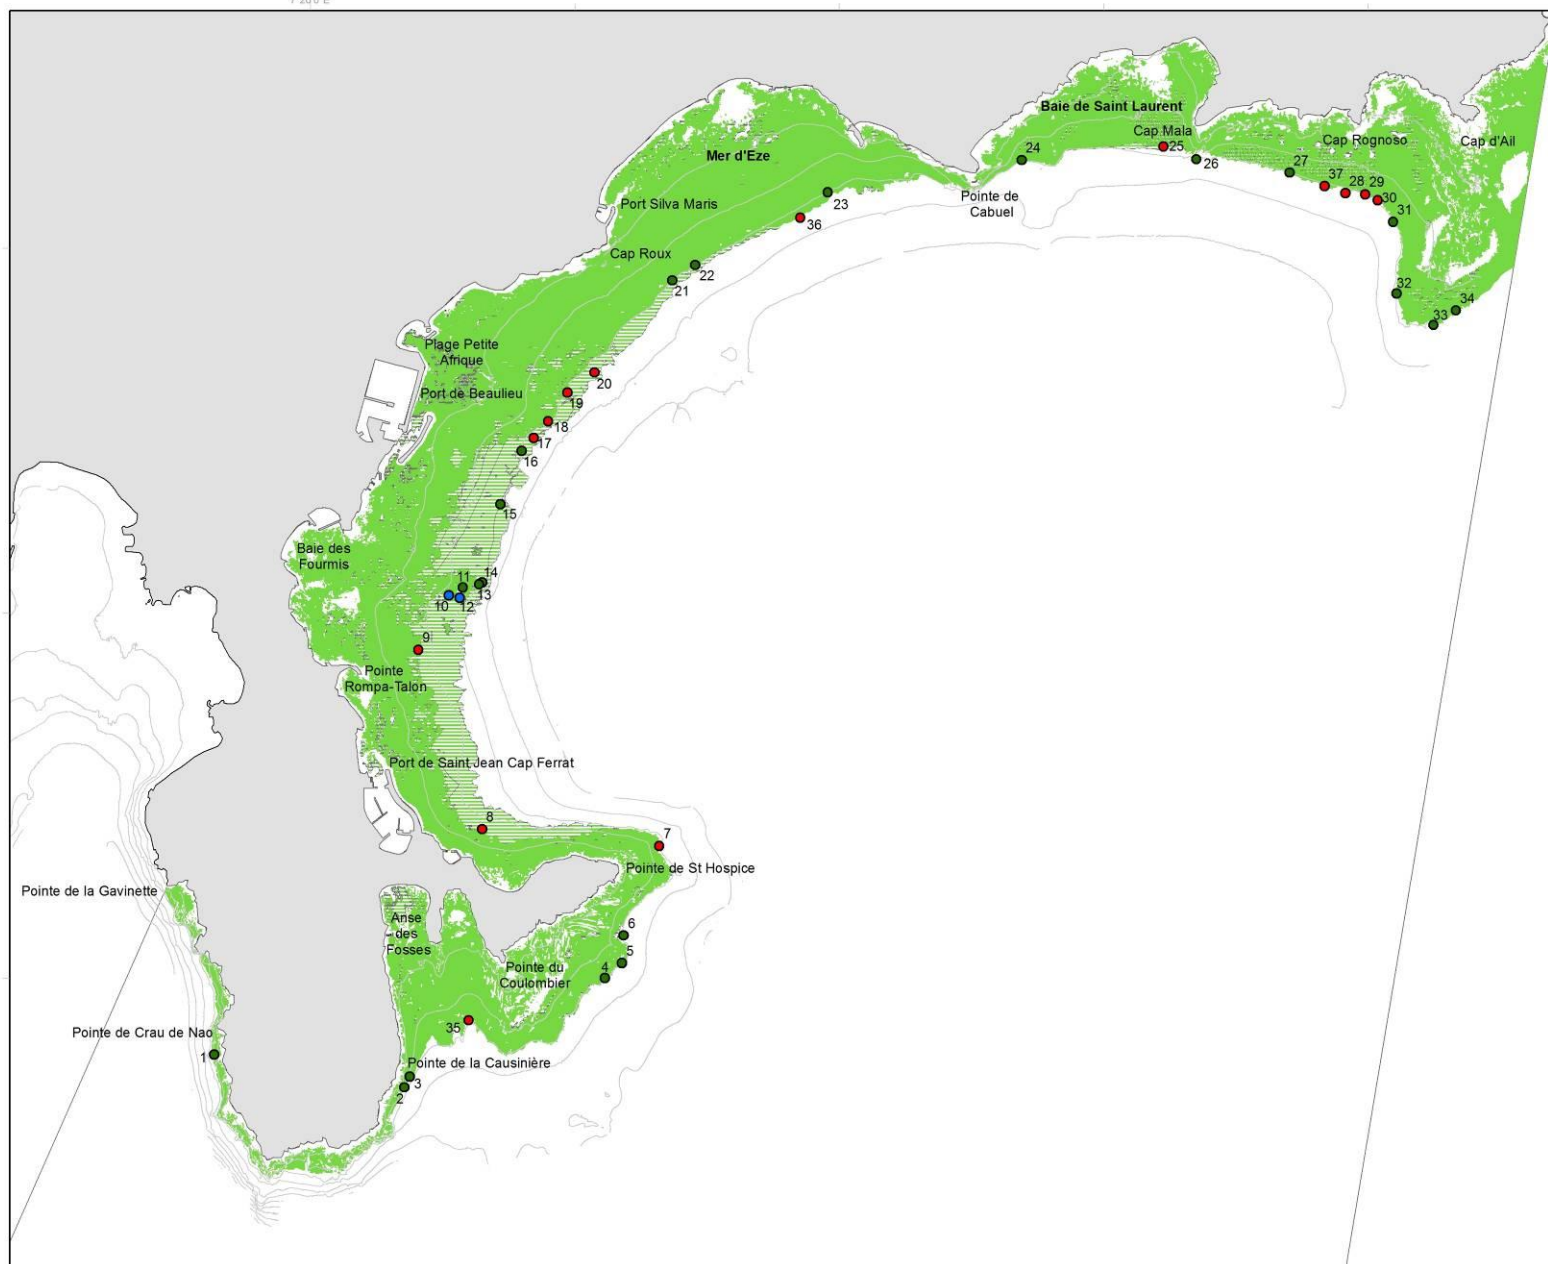 Baie de Saint Laurent
Cap Mala
24
25
26
Cap Rognoso
Cap d'Ail
Mer d'Eze
27
37
28
29
30
31
Port Silva Maris
23
36
Pointe de
Cabuel
Cap Roux
22
21
32
33
34
Plage Petite
Afrique
Port de Beaulieu
20
19
18
17
16
15
Baie des
Fourmis
14
11
13
10
12
9
Pointe
Rompa-Talon
Port de Saint Jean Cap Ferrat
8
7
Pointe de St Hospice
Pointe de la Gavinette
Anse
des
Fosses
6
5
4
Pointe du
Coulombier
35
Pointe de Crau de Nao
1
Pointe de la Causinière
3
2